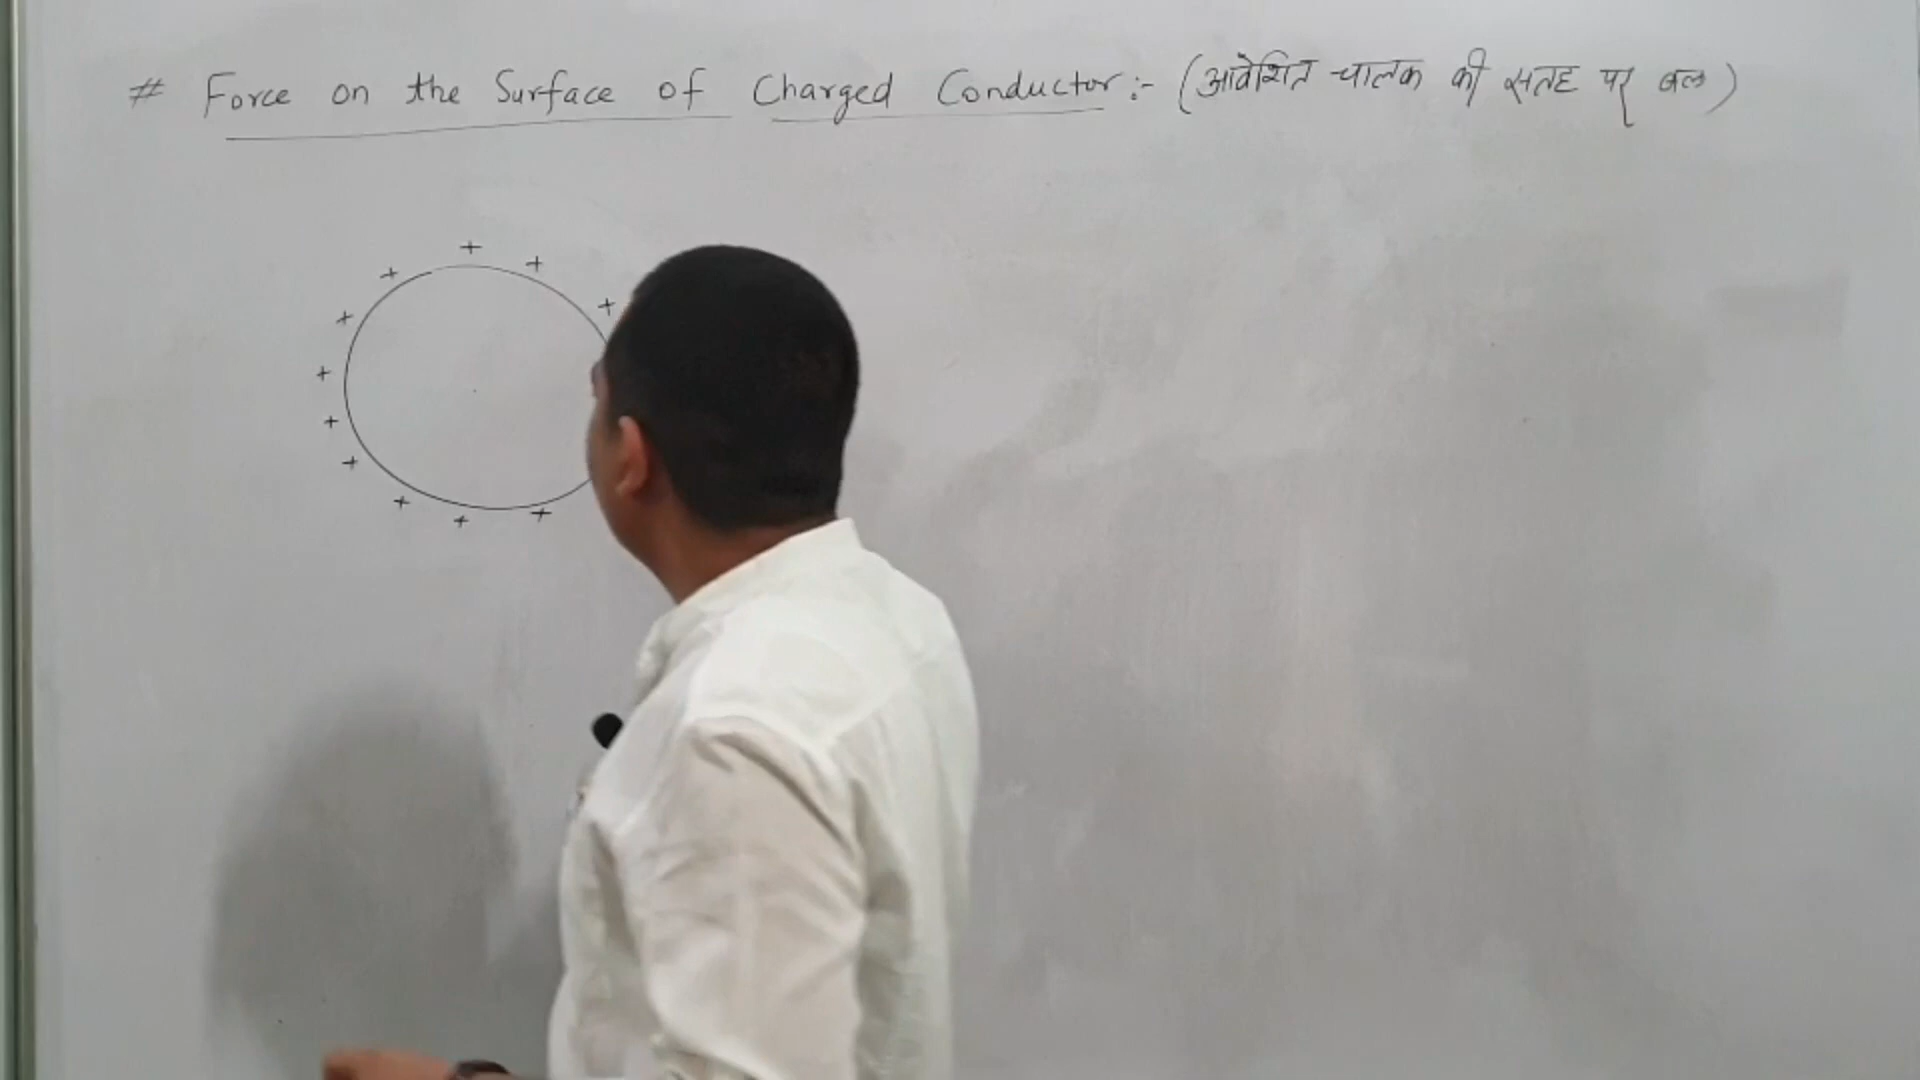 # Force on the Surface of Charged Conductor:- (आवेशित चालक की सतह पर बल)
+ + + + + + + + + + + +